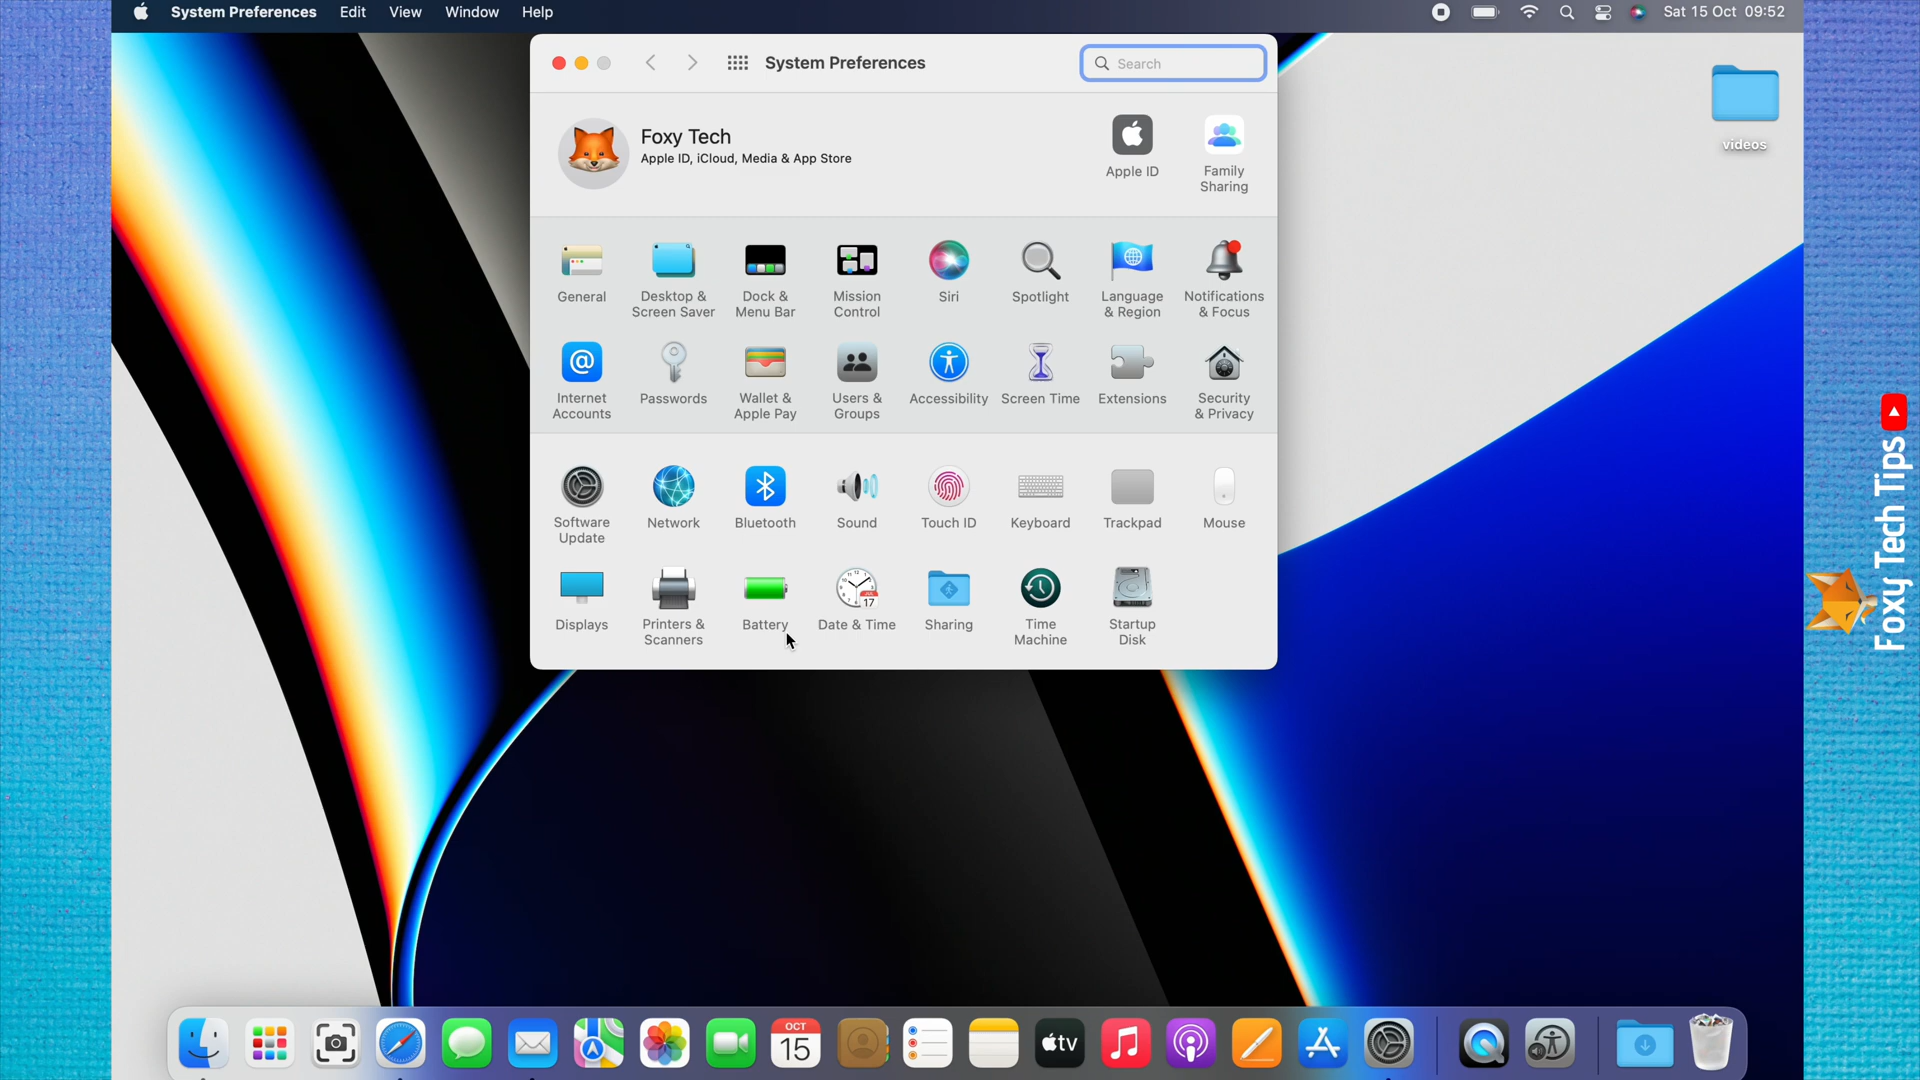 System Preferences Edit View Window Help
Sat 15 Oct 09:52
System Preferences
Search
Foxy Tech
Apple ID, iCloud, Media & App Store
Apple ID
Family
Sharing
General
Desktop &
Screen Saver
Dock &
Menu Bar
Mission
Control
Siri
Spotlight
Language
& Region
Notifications
& Focus
Internet
Accounts
Passwords
Wallet &
Apple Pay
Users &
Groups
Accessibility
Screen Time
Extensions
Security
& Privacy
Software
Update
Network
Bluetooth
Sound
Touch ID
Keyboard
Trackpad
Mouse
Displays
Printers &
Scanners
Battery
Date & Time
Sharing
Time
Machine
Startup
Disk
videos
Foxy Tech Tips
OCT
15
tv